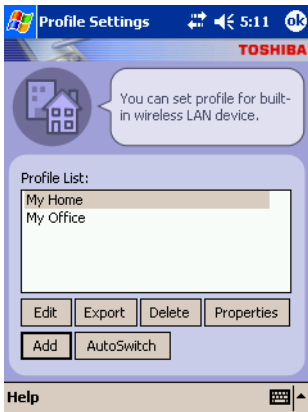 Profile Settings 5:11 ok
TOSHIBA
You can set profile for built-
in wireless LAN device.
Profile List:
My Home
My Office
Edit Export Delete Properties
Add AutoSwitch
Help